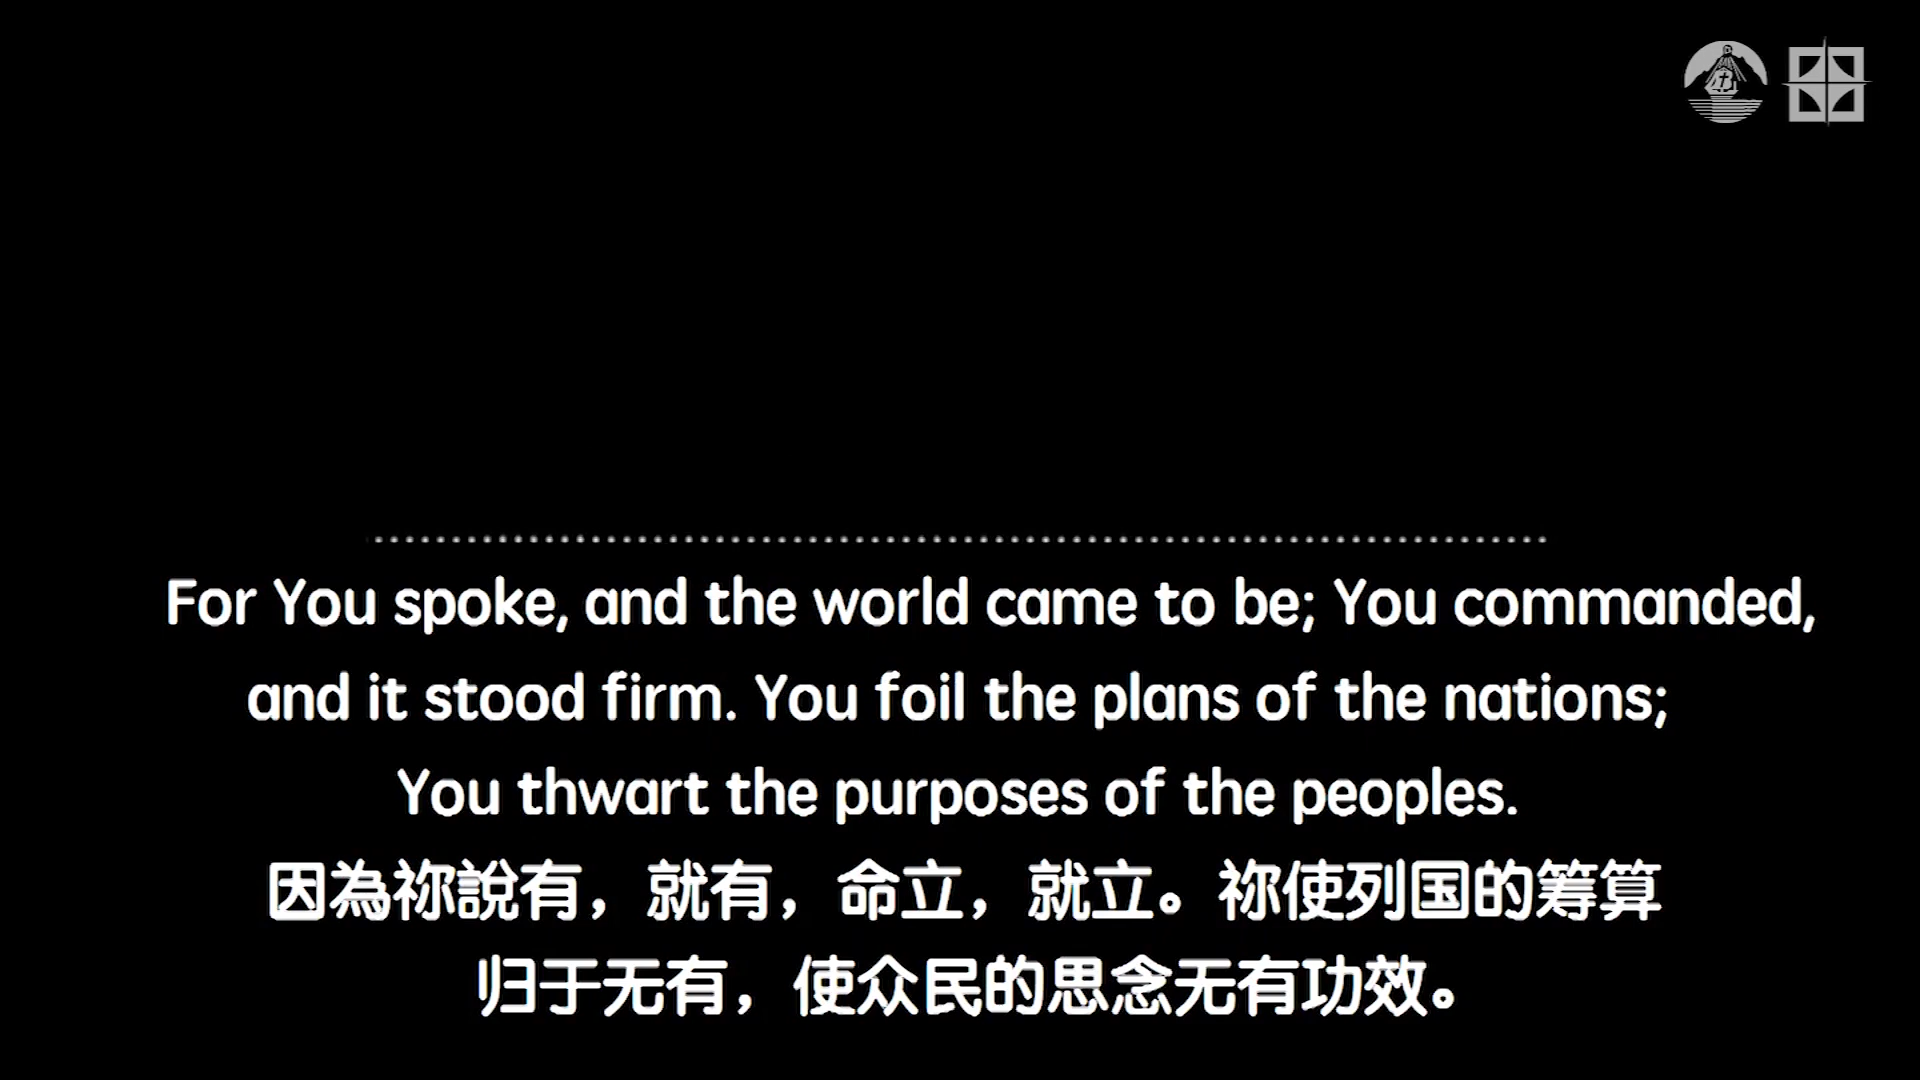 For You spoke, and the world came to be; You commanded,
and it stood firm. You foil the plans of the nations;
You thwart the purposes of the peoples.
因為祢說有，就有，命立，就立。祢使列国的筹算
归于无有，使众民的思念无有功效。